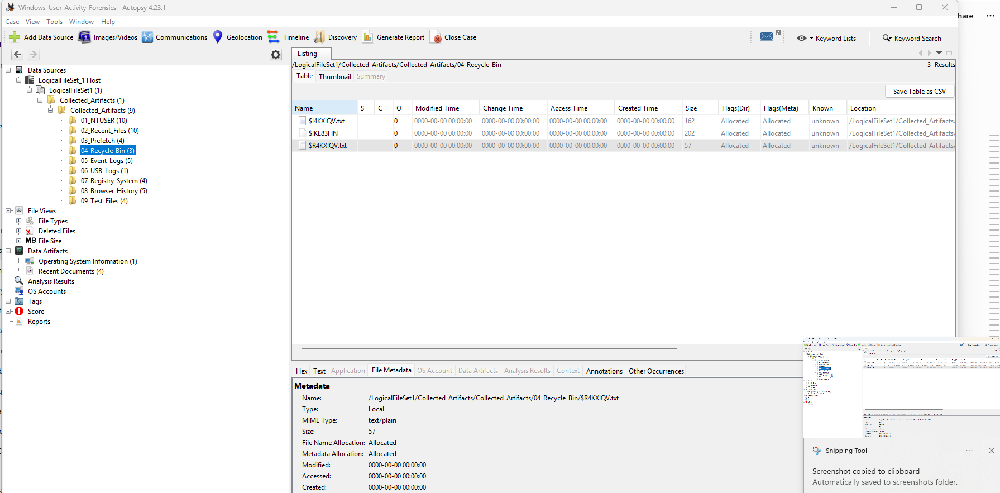 Windows_User_Activity_Forensics - Autopsy 4.23.1
hare
Case View Tools Window Help
Add Data Source Images/Videos Communications Geolocation Timeline Discovery Generate Report Close Case 7 Keyword Lists Keyword Search
Data Sources
LogicalFileSet_1 Host
LogicalFileSet1 (1)
Collected_Artifacts (1)
Collected_Artifacts (9)
01_NTUSER (10)
02_Recent_Files (10)
03_Prefetch (4)
04_Recycle_Bin (3)
05_Event_Logs (5)
06_USB_Logs (1)
07_Registry_System (4)
08_Browser_History (5)
09_Test_Files (4)
File Views
File Types
Deleted Files
MB File Size
Data Artifacts
Operating System Information (1)
Recent Documents (4)
Analysis Results
OS Accounts
Tags
Score
Reports
Listing
/LogicalFileSet1/Collected_Artifacts/Collected_Artifacts/04_Recycle_Bin
3 Results
Table Thumbnail Summary
Save Table as CSV
Name S C O Modified Time Change Time Access Time Created Time Size Flags(Dir) Flags(Meta) Known Location
$I4KXIQV.txt 0 0000-00-00 00:00:00 0000-00-00 00:00:00 0000-00-00 00:00:00 0000-00-00 00:00:00 162 Allocated Allocated unknown /LogicalFileSet1/Collected_Artifacts/
$IKL83HN 0 0000-00-00 00:00:00 0000-00-00 00:00:00 0000-00-00 00:00:00 0000-00-00 00:00:00 202 Allocated Allocated unknown /LogicalFileSet1/Collected_Artifacts/
$R4KXIQV.txt 0 0000-00-00 00:00:00 0000-00-00 00:00:00 0000-00-00 00:00:00 0000-00-00 00:00:00 57 Allocated Allocated unknown /LogicalFileSet1/Collected_Artifacts/
Hex Text Application File Metadata OS Account Data Artifacts Analysis Results Context Annotations Other Occurrences
Metadata
Name: /LogicalFileSet1/Collected_Artifacts/Collected_Artifacts/04_Recycle_Bin/$R4KXIQV.txt
Type: Local
MIME Type: text/plain
Size: 57
File Name Allocation: Allocated
Metadata Allocation: Allocated
Modified: 0000-00-00 00:00:00
Accessed: 0000-00-00 00:00:00
Created: 0000-00-00 00:00:00
Snipping Tool
Screenshot copied to clipboard
Automatically saved to screenshots folder.